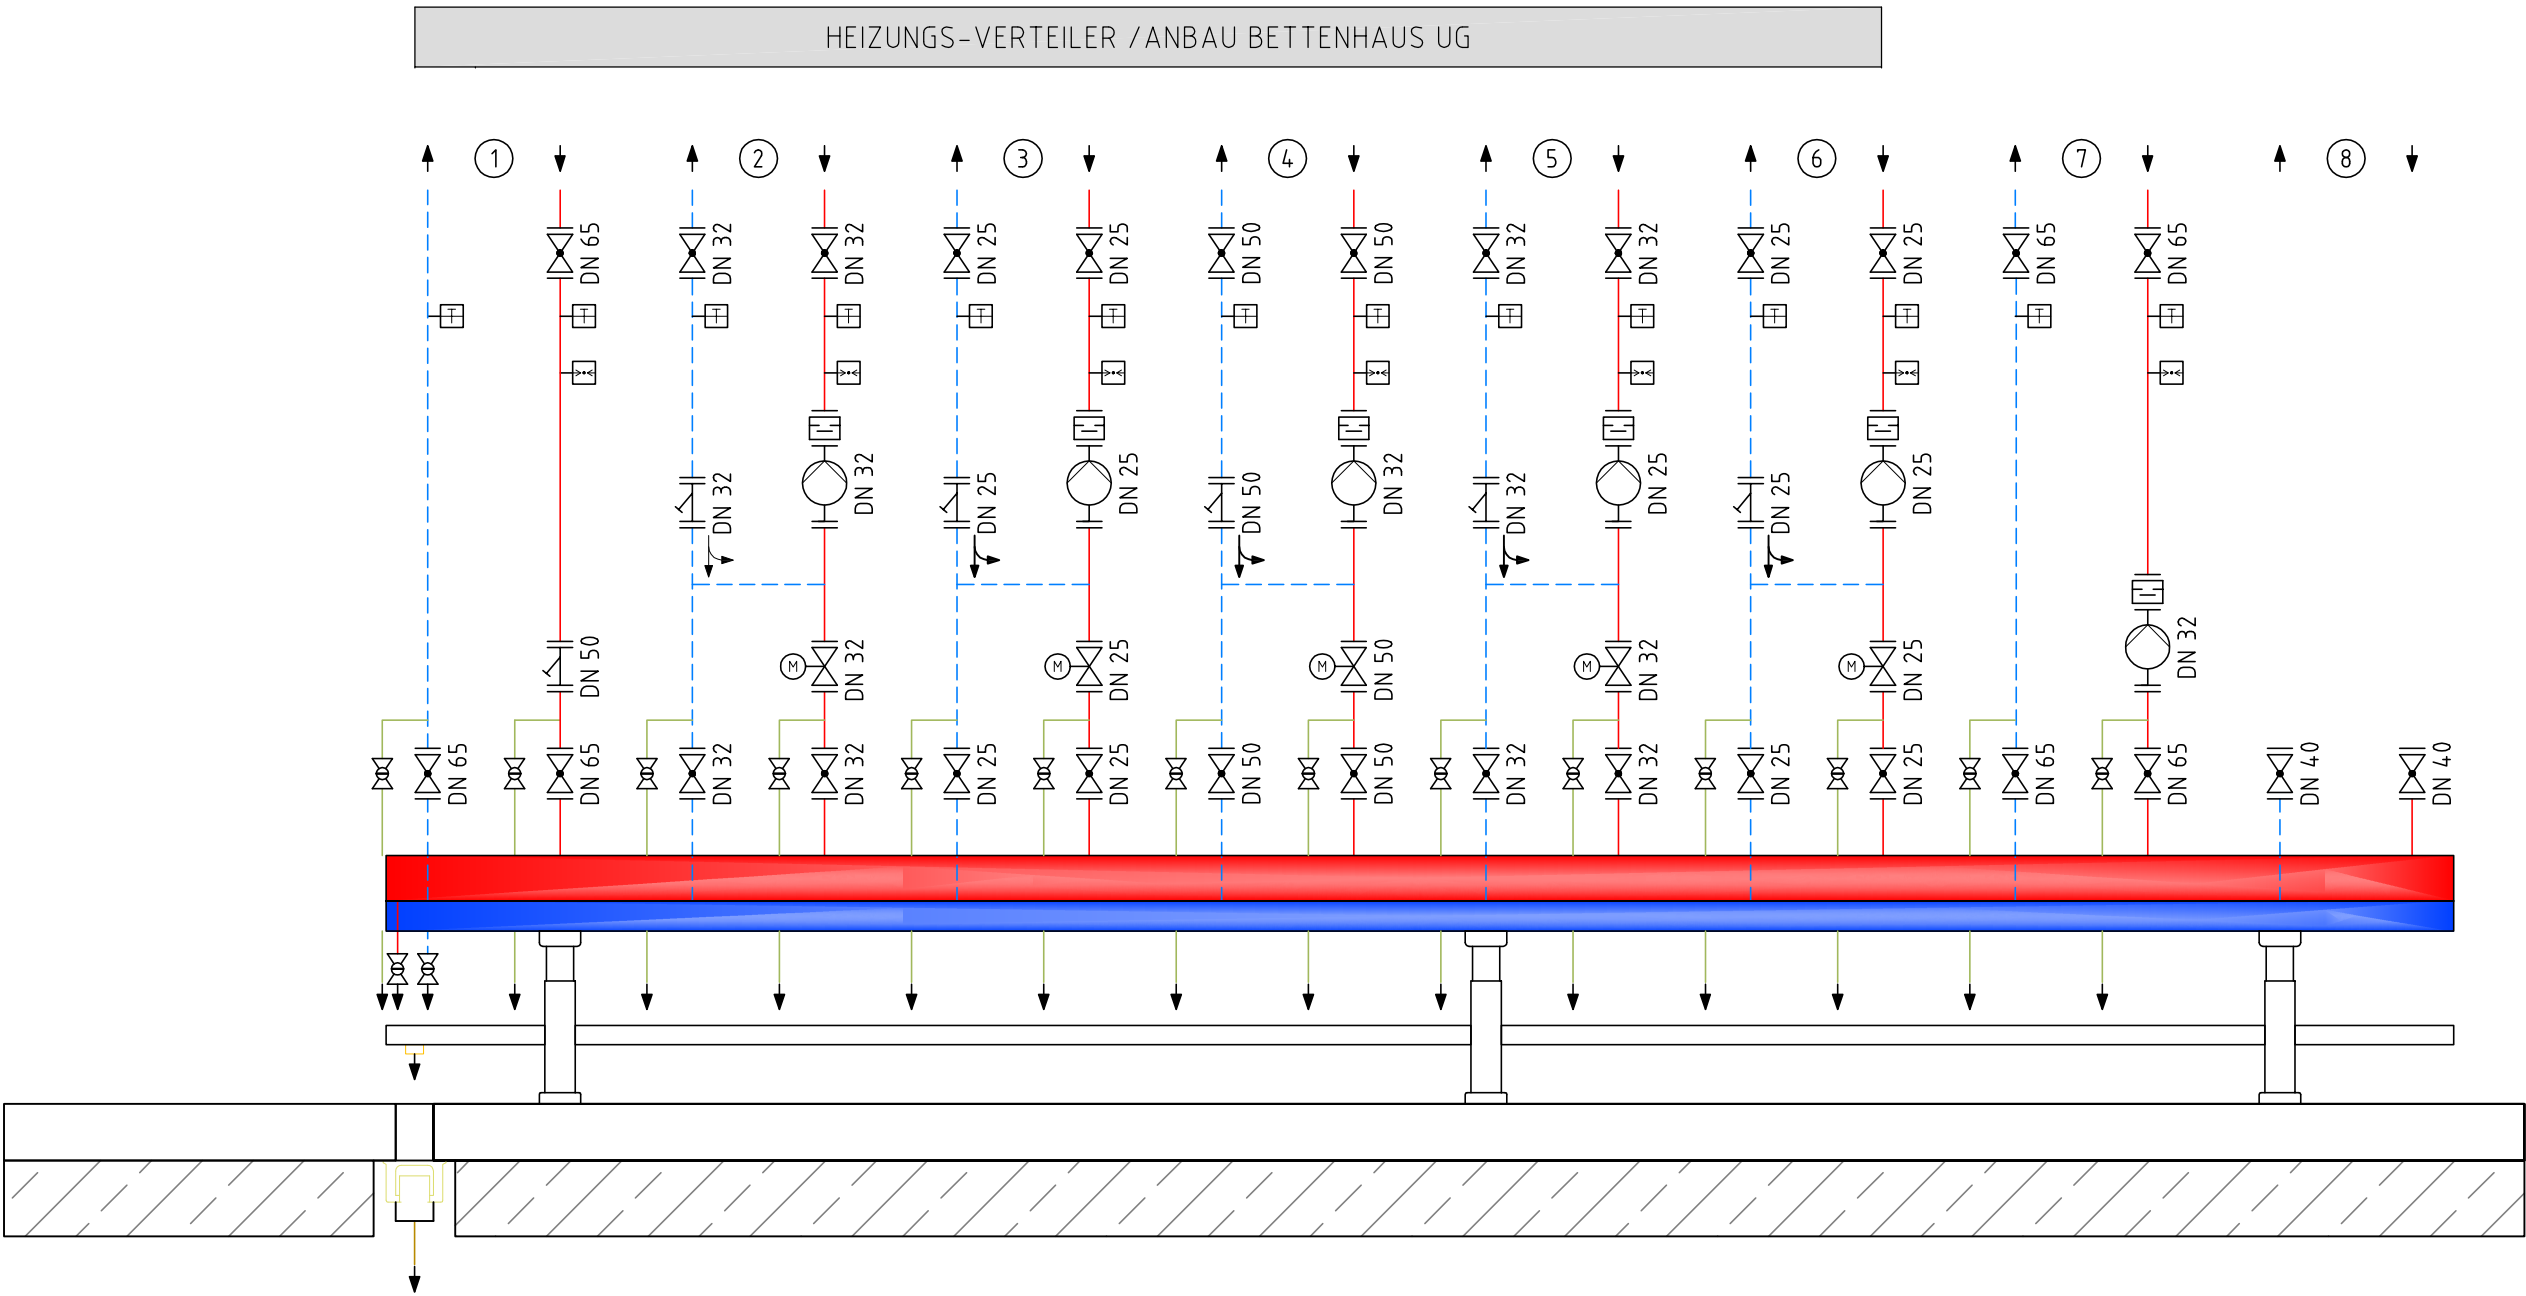 HEIZUNGS-VERTEILER /ANBAU BETTENHAUS UG
1 2 3 4 5 6 7 8
DN 65 DN 32 DN 32 DN 25 DN 25 DN 50 DN 50 DN 32 DN 32 DN 25 DN 25 DN 65 DN 65
T T T T T T T T T T T T T T
DN 32 DN 32 DN 25 DN 25 DN 50 DN 32 DN 32 DN 25 DN 25 DN 25
DN 50 M DN 32 M DN 25 M DN 50 M DN 32 M DN 25 DN 32
DN 65 DN 65 DN 32 DN 32 DN 25 DN 25 DN 50 DN 50 DN 32 DN 32 DN 25 DN 25 DN 65 DN 65 DN 40 DN 40